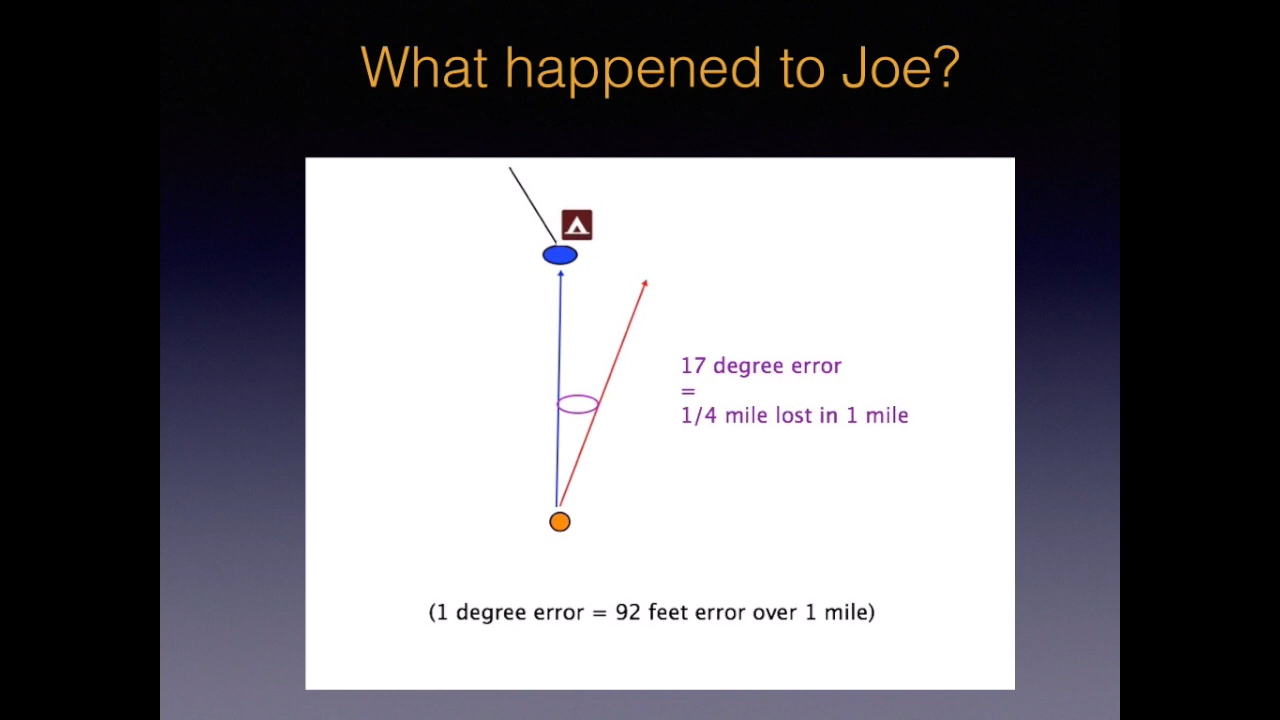 What happened to Joe?
17 degree error
=
1/4 mile lost in 1 mile
(1 degree error = 92 feet error over 1 mile)